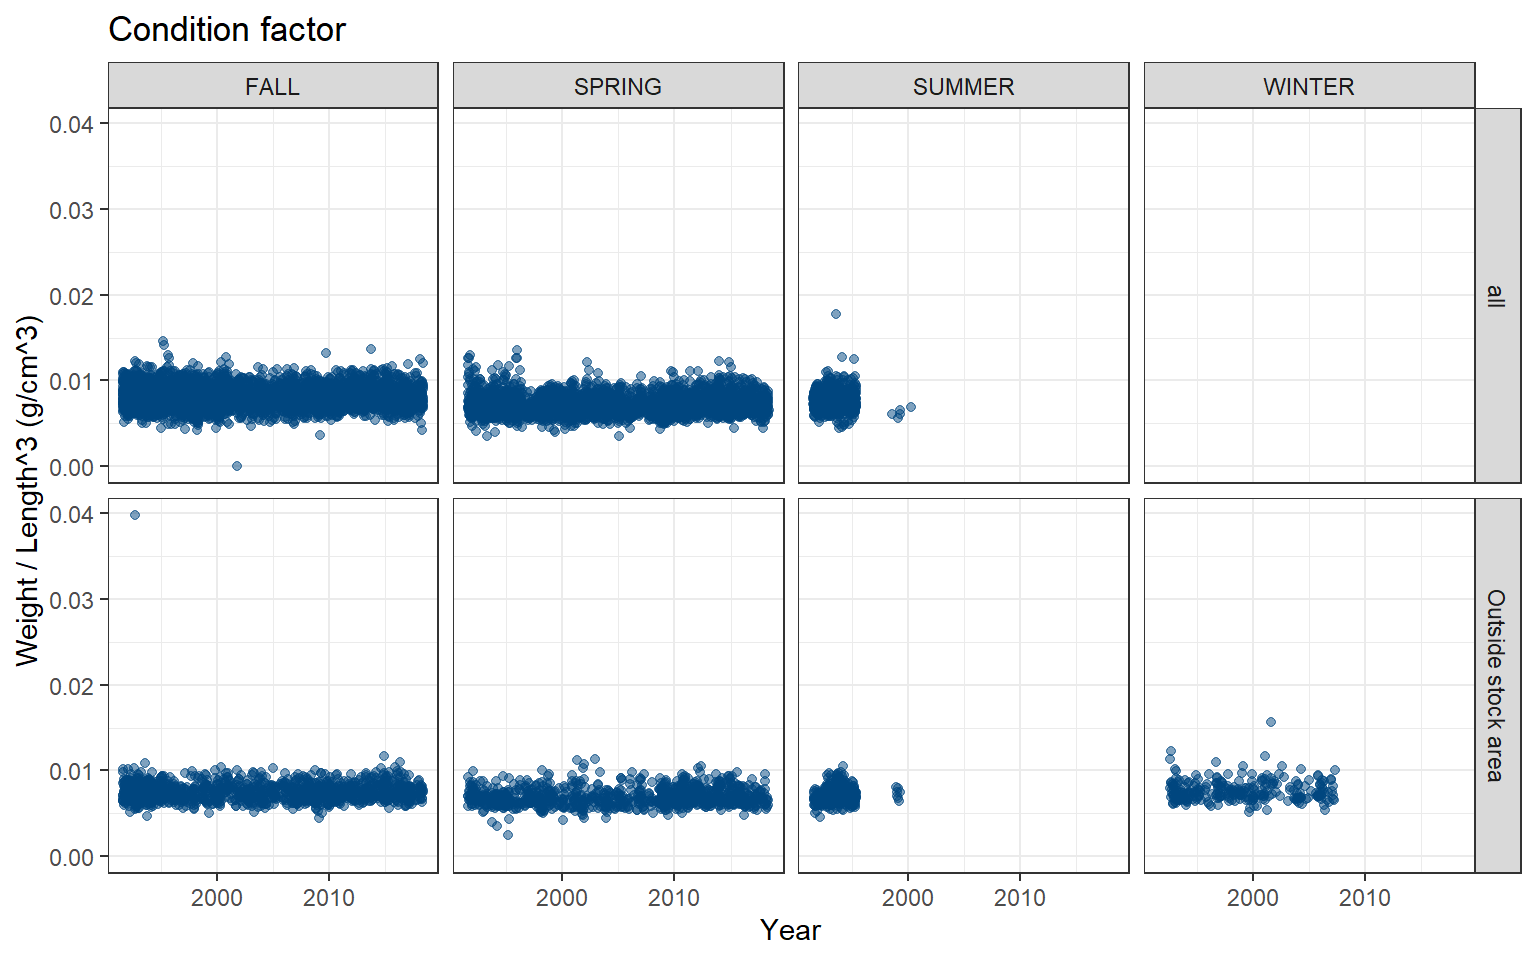 Condition factor
FALL SPRING SUMMER WINTER
0.04
0.03
0.02
0.01
0.00
all
0.04
0.03
0.02
0.01
0.00
Outside stock area
Weight / Length^3 (g/cm^3)
2000 2010 2000 2010 2000 2010 2000 2010
Year